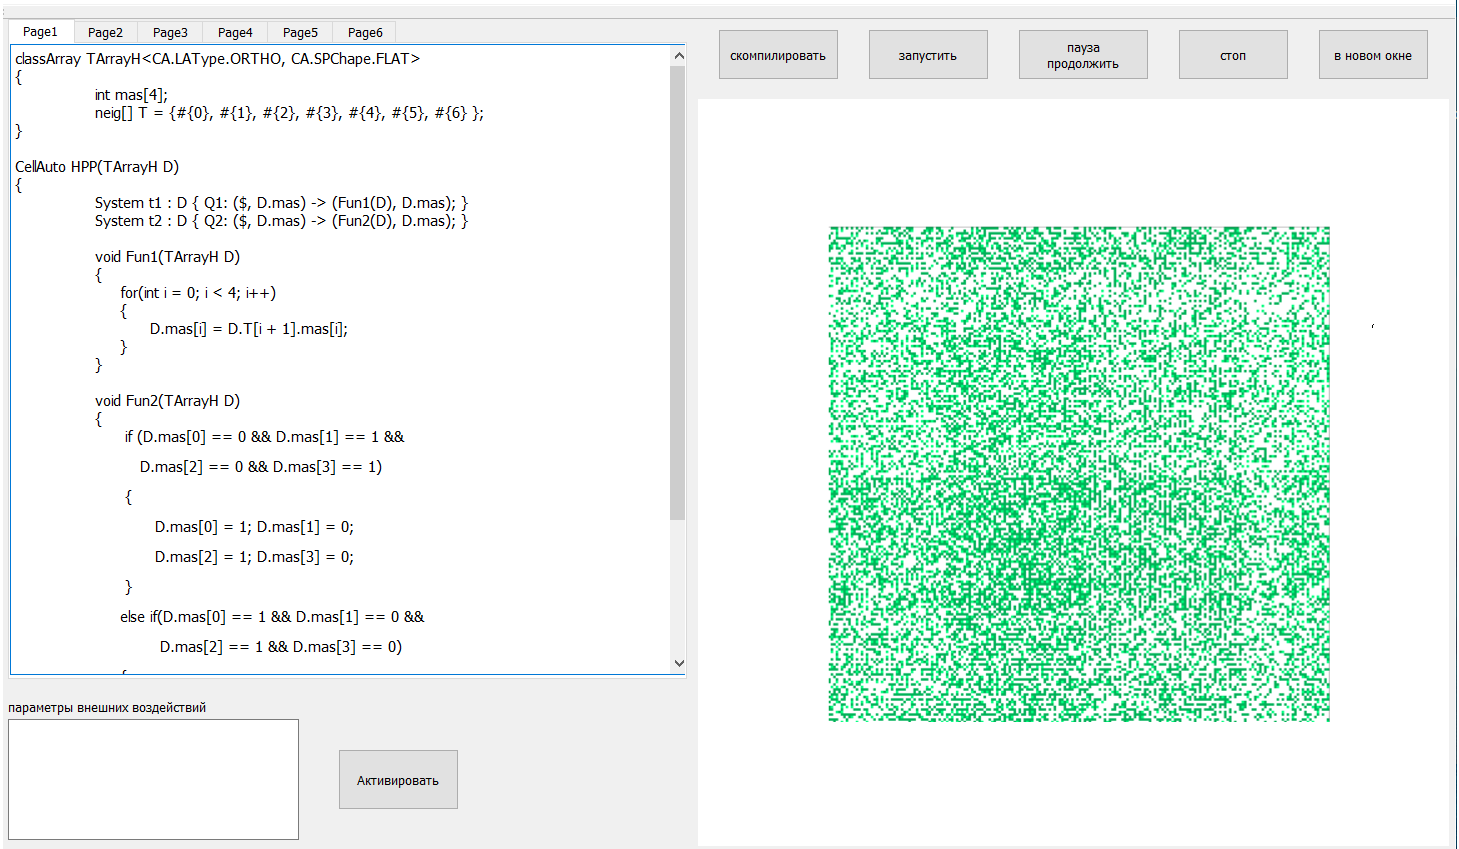 Page1 Page2 Page3 Page4 Page5 Page6
classArray TArrayH<CA.LAType.ORTHO, CA.SPChape.FLAT>
{
int mas[4];
neig[] T = {#{0}, #{1}, #{2}, #{3}, #{4}, #{5}, #{6} };
}
CellAuto HPP(TArrayH D)
{
System t1 : D { Q1: ($, D.mas) -> (Fun1(D), D.mas); }
System t2 : D { Q2: ($, D.mas) -> (Fun2(D), D.mas); }
void Fun1(TArrayH D)
{
for(int i = 0; i < 4; i++)
{
D.mas[i] = D.T[i + 1].mas[i];
}
}
void Fun2(TArrayH D)
{
if (D.mas[0] == 0 && D.mas[1] == 1 &&
D.mas[2] == 0 && D.mas[3] == 1)
{
D.mas[0] = 1; D.mas[1] = 0;
D.mas[2] = 1; D.mas[3] = 0;
}
else if(D.mas[0] == 1 && D.mas[1] == 0 &&
D.mas[2] == 1 && D.mas[3] == 0)
{
параметры внешних воздействий
Активировать
скомпилировать
запустить
пауза
продолжить
стоп
в новом окне